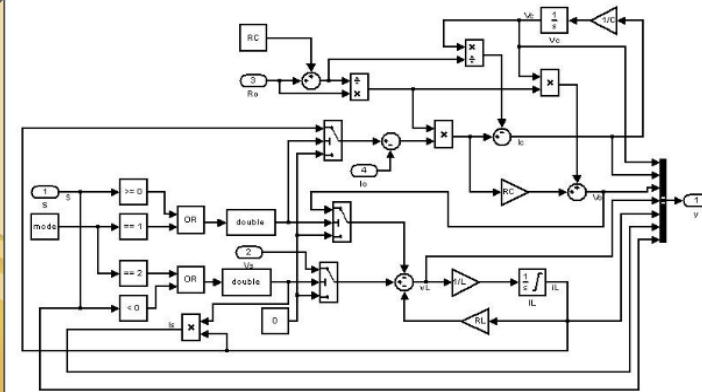 Vc
1
s
1/C
Vc
RC
×
÷
3
Ro
÷
×
×
×
Ic
4
Io
RC
Vo
1
s
S
>= 0
OR
double
mode
== 1
2
Vs
== 2
OR
double
vL
1/L
1
s
iL
IL
1
y
< 0
Is
×
0
RL